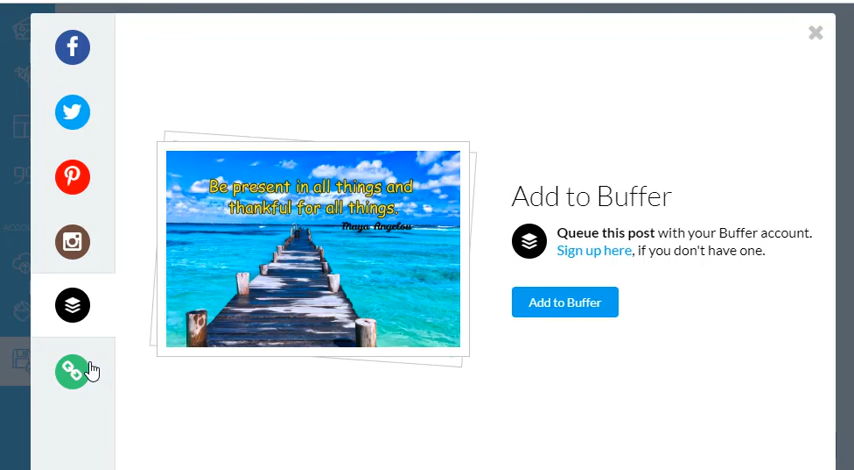 Be present in all things and
thankful for all things.
Maya Angelou
Add to Buffer
Queue this post with your Buffer account.
Sign up here, if you don't have one.
Add to Buffer